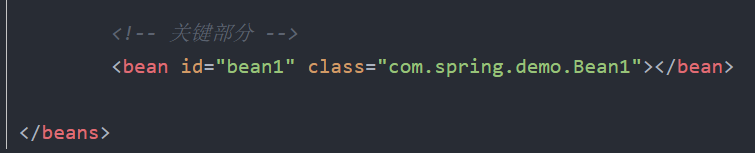 <!-- 关键部分 -->
<bean id="bean1" class="com.spring.demo.Bean1"></bean>
</beans>